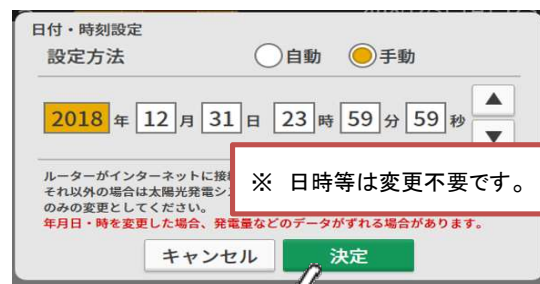 日付・時刻設定
設定方法 自動 手動
2018 年 12 月 31 日 23 時 59 分 59 秒
ルーターがインターネットに接
それ以外の場合は太陽光発電シ
のみの変更としてください。
※ 日時等は変更不要です。
年月日・時を変更した場合、発電量などのデータがずれる場合があります。
キャンセル 決定